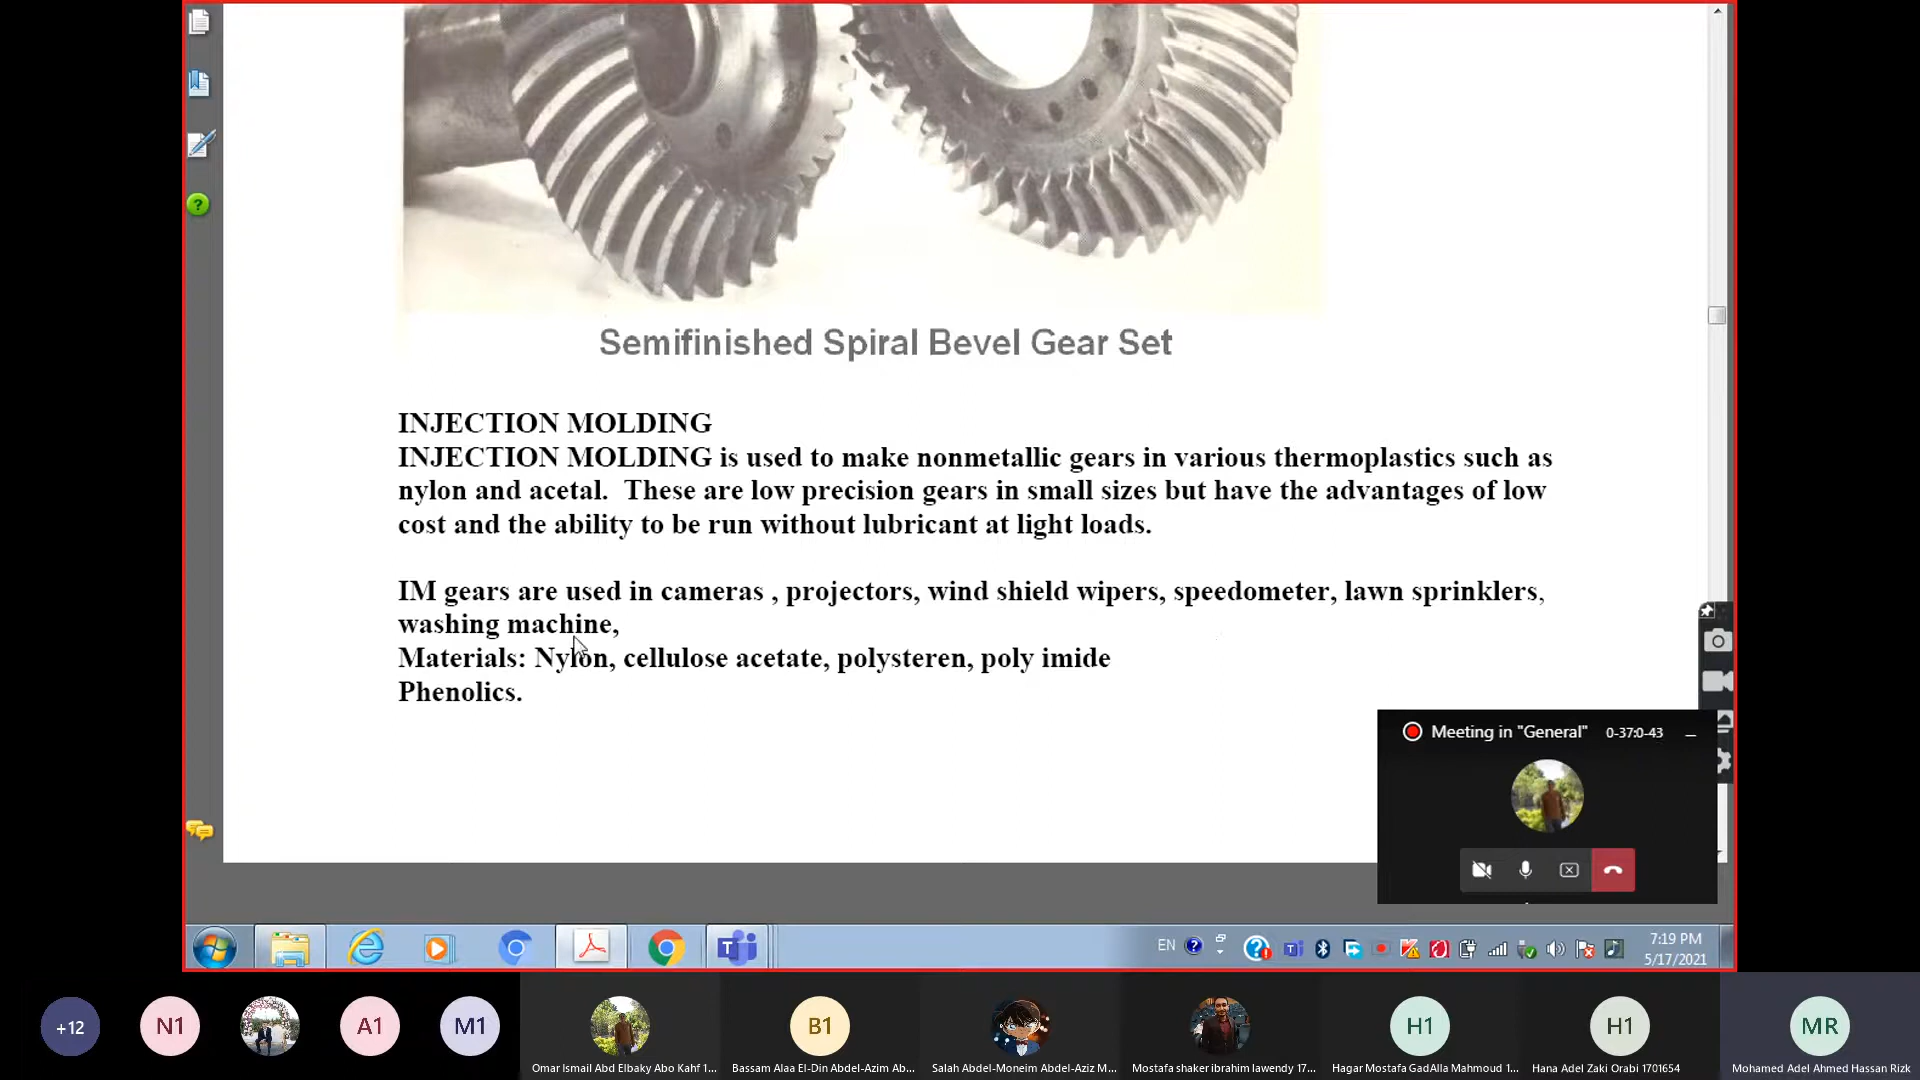 Semifinished Spiral Bevel Gear Set
INJECTION MOLDING
INJECTION MOLDING is used to make nonmetallic gears in various thermoplastics such as
nylon and acetal. These are low precision gears in small sizes but have the advantages of low
cost and the ability to be run without lubricant at light loads.
IM gears are used in cameras , projectors, wind shield wipers, speedometer, lawn sprinklers,
washing machine,
Materials: Nylon, cellulose acetate, polysteren, poly imide
Phenolics.
Meeting in "General" 0-37:0-43
EN
7:19 PM
5/17/2021
+12 N1 A1 M1 B1 H1 H1 MR
Omar Ismail Abd Elbaky Abo Kahf 1... Bassam Alaa El-Din Abdel-Azim Ab... Salah Abdel-Moneim Abdel-Aziz M... Mostafa shaker ibrahim lawendy 17... Hagar Mostafa GadAlla Mahmoud 1... Hana Adel Zaki Orabi 1701654 Mohamed Adel Ahmed Hassan Rizk